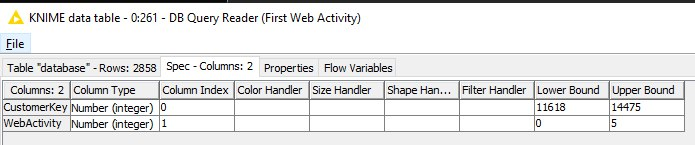 KNIME data table - 0:261 - DB Query Reader (First Web Activity)
File
Table "database" - Rows: 2858 Spec - Columns: 2 Properties Flow Variables
Columns: 2 Column Type Column Index Color Handler Size Handler Shape Han... Filter Handler Lower Bound Upper Bound
CustomerKey Number (integer) 0 11618 14475
WebActivity Number (integer) 1 0 5